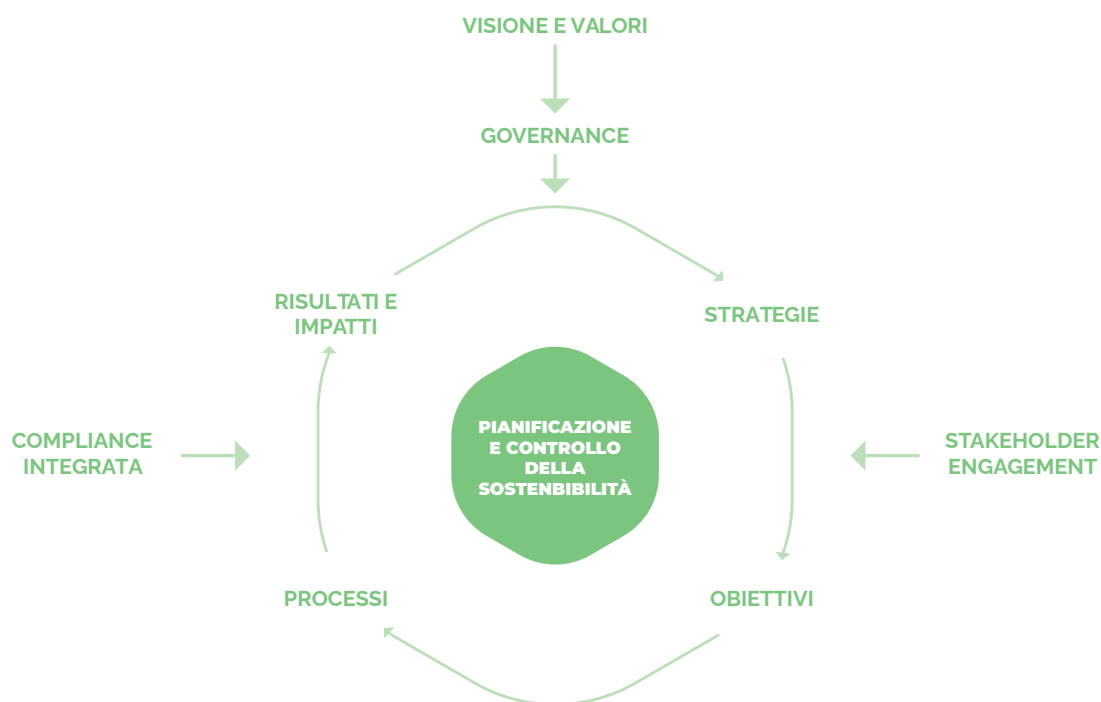 VISIONE E VALORI
GOVERNANCE
RISULTATI E
IMPATTI
STRATEGIE
PIANIFICAZIONE
E CONTROLLO
DELLA
SOSTENBIBILITÀ
COMPLIANCE
INTEGRATA
STAKEHOLDER
ENGAGEMENT
PROCESSI
OBIETTIVI